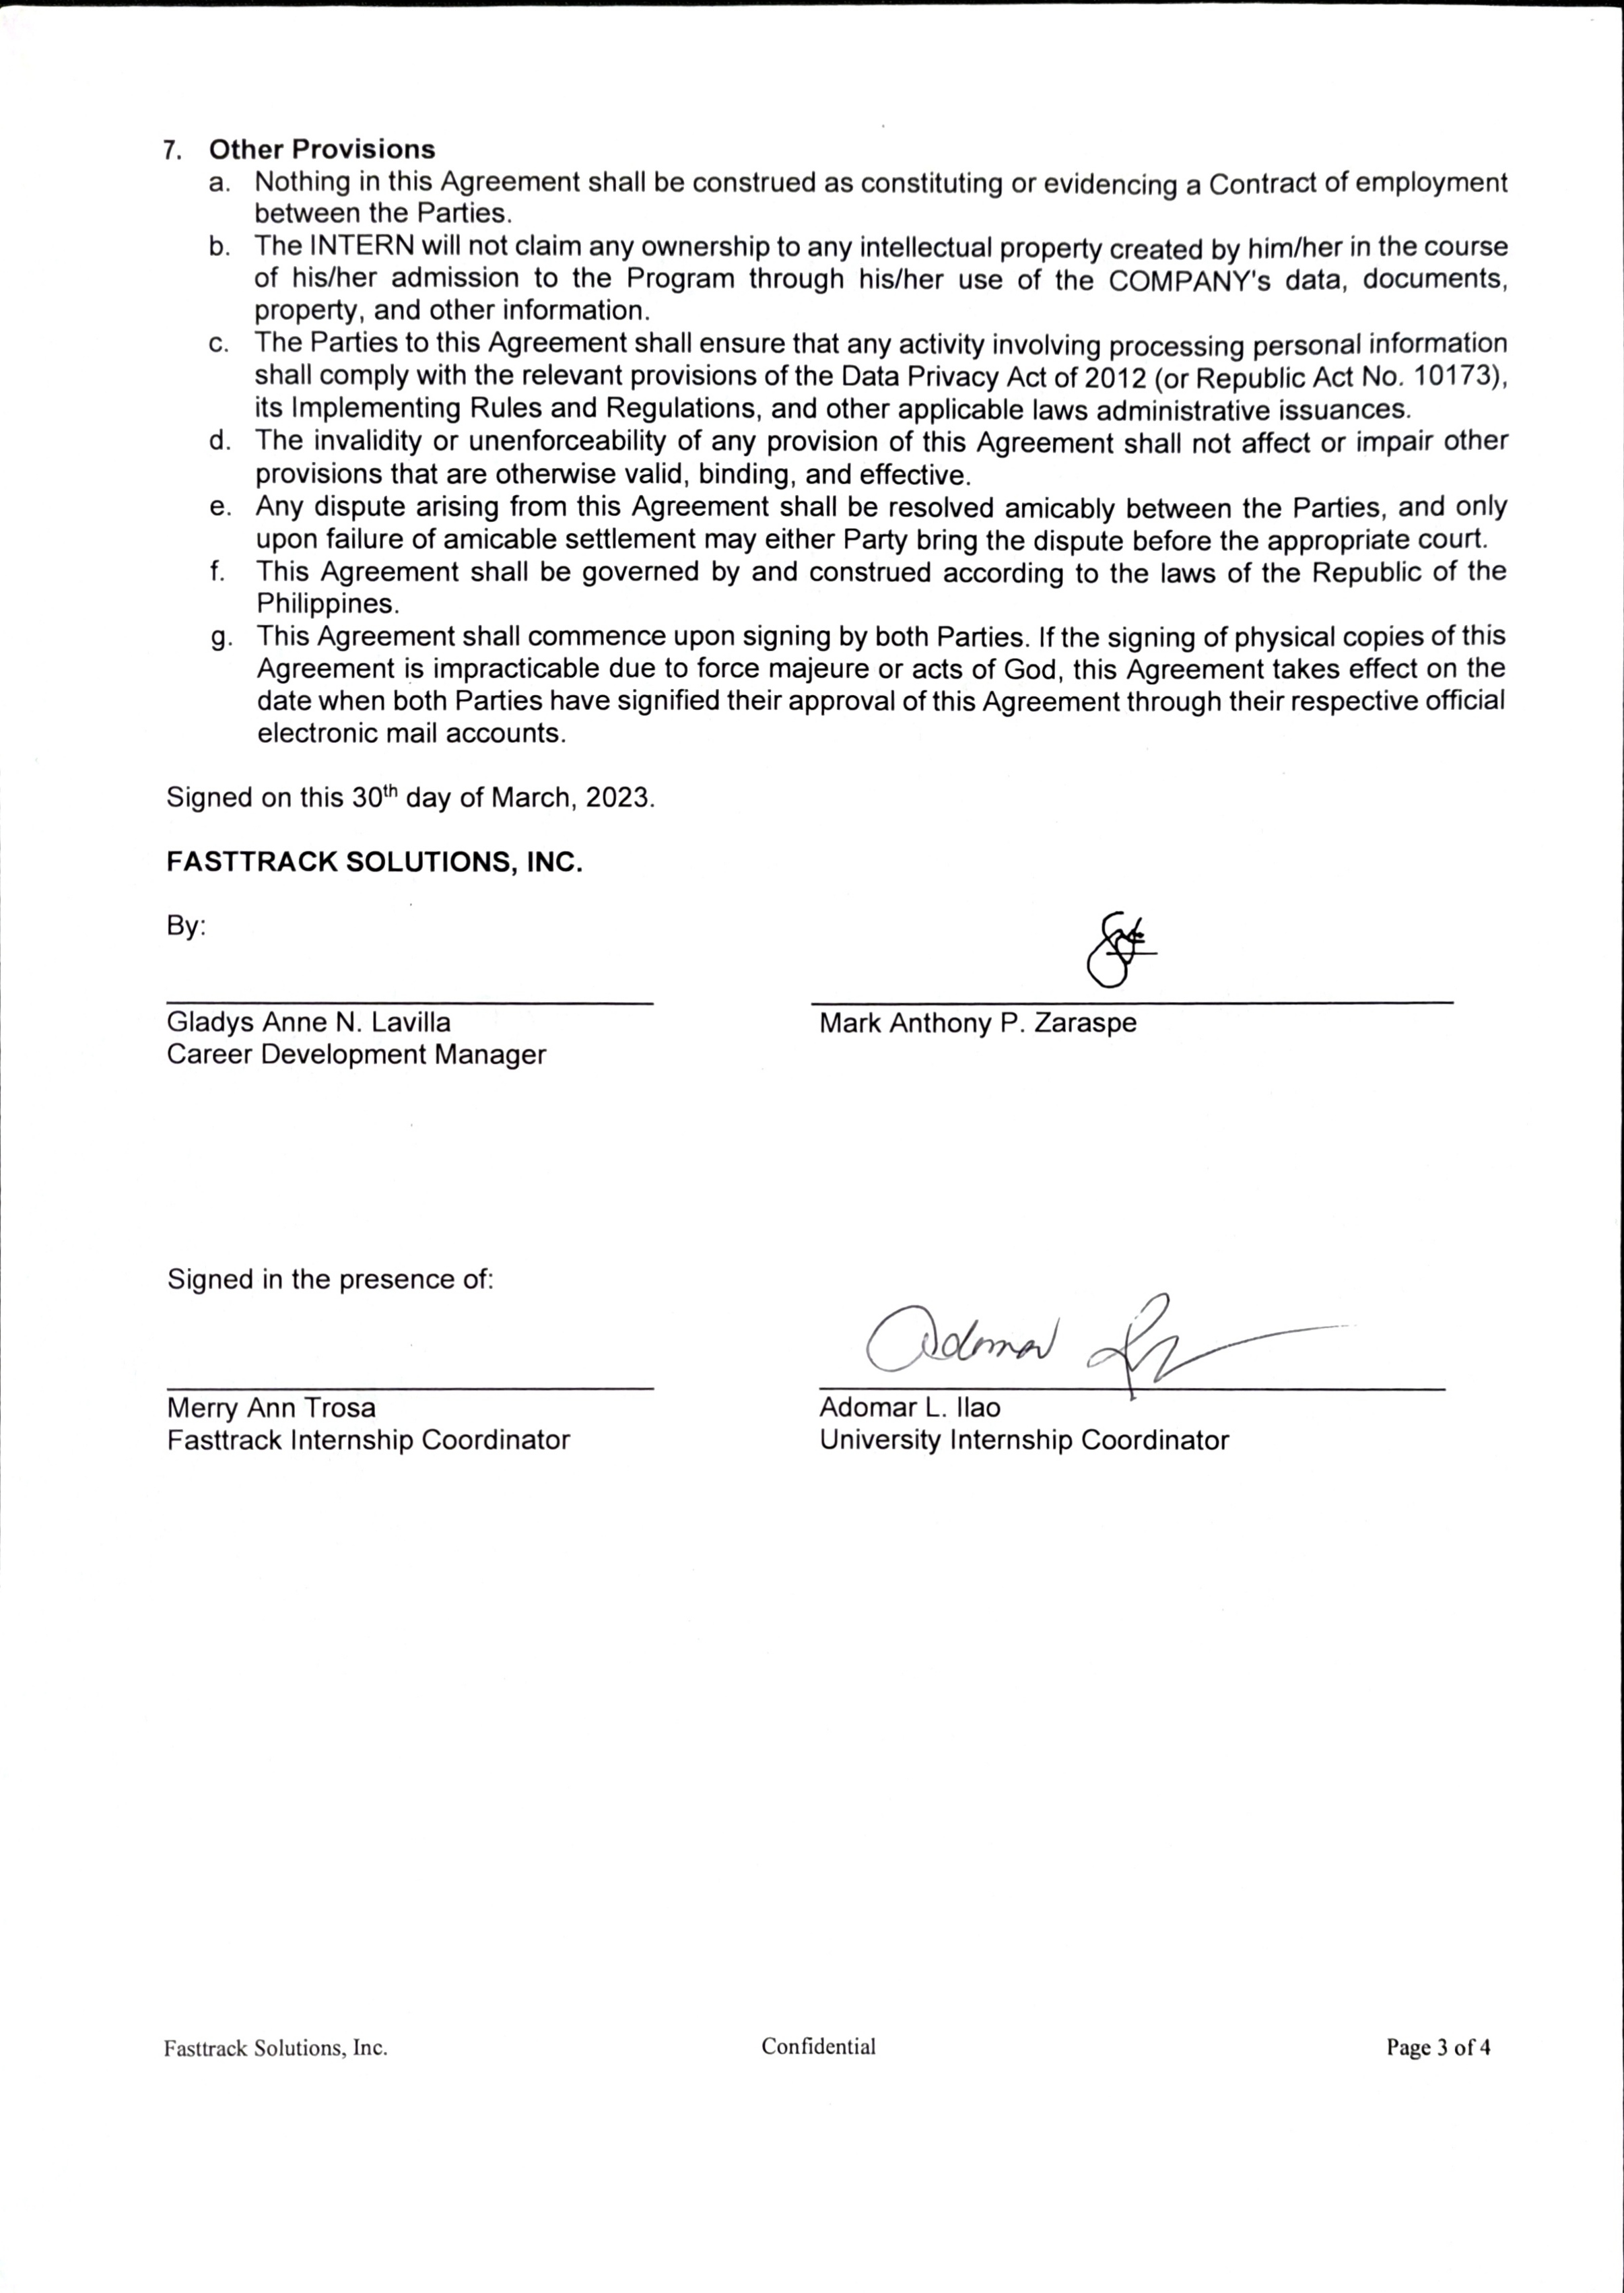 7. Other Provisions
a. Nothing in this Agreement shall be construed as constituting or evidencing a Contract of employment
between the Parties.
b. The INTERN will not claim any ownership to any intellectual property created by him/her in the course
of his/her admission to the Program through his/her use of the COMPANY's data, documents,
property, and other information.
c. The Parties to this Agreement shall ensure that any activity involving processing personal information
shall comply with the relevant provisions of the Data Privacy Act of 2012 (or Republic Act No. 10173),
its Implementing Rules and Regulations, and other applicable laws administrative issuances.
d. The invalidity or unenforceability of any provision of this Agreement shall not affect or impair other
provisions that are otherwise valid, binding, and effective.
e. Any dispute arising from this Agreement shall be resolved amicably between the Parties, and only
upon failure of amicable settlement may either Party bring the dispute before the appropriate court.
f. This Agreement shall be governed by and construed according to the laws of the Republic of the
Philippines.
g. This Agreement shall commence upon signing by both Parties. If the signing of physical copies of this
Agreement is impracticable due to force majeure or acts of God, this Agreement takes effect on the
date when both Parties have signified their approval of this Agreement through their respective official
electronic mail accounts.
Signed on this 30th day of March, 2023.
FASTTRACK SOLUTIONS, INC.
By:
Gladys Anne N. Lavilla Mark Anthony P. Zaraspe
Career Development Manager
Signed in the presence of:
Adomar
Merry Ann Trosa Adomar L. Ilao
Fasttrack Internship Coordinator University Internship Coordinator
Fasttrack Solutions, Inc. Confidential Page 3 of 4